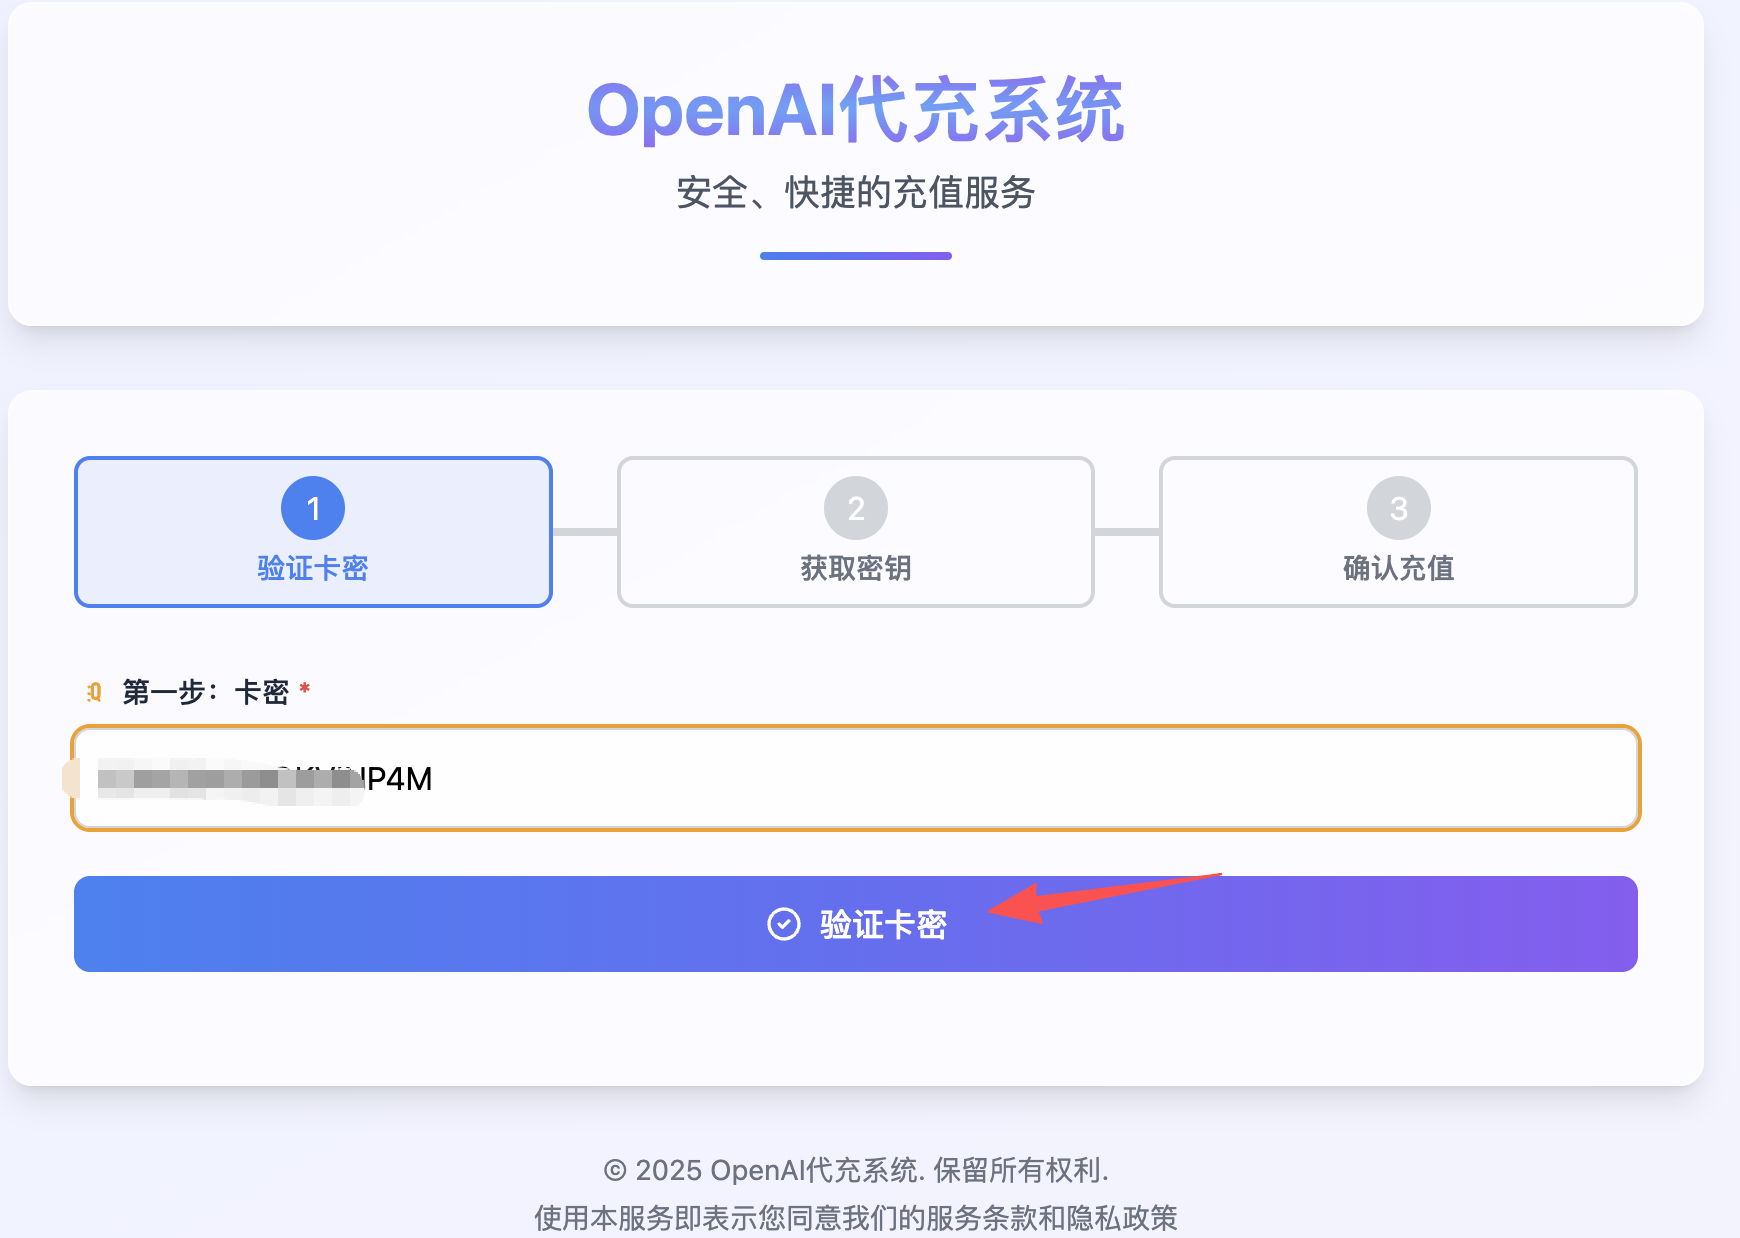 OpenAI代充系统
安全、快捷的充值服务
1
验证卡密
2
获取密钥
3
确认充值
第一步：卡密 *
P4M
验证卡密
© 2025 OpenAI代充系统. 保留所有权利.
使用本服务即表示您同意我们的服务条款和隐私政策